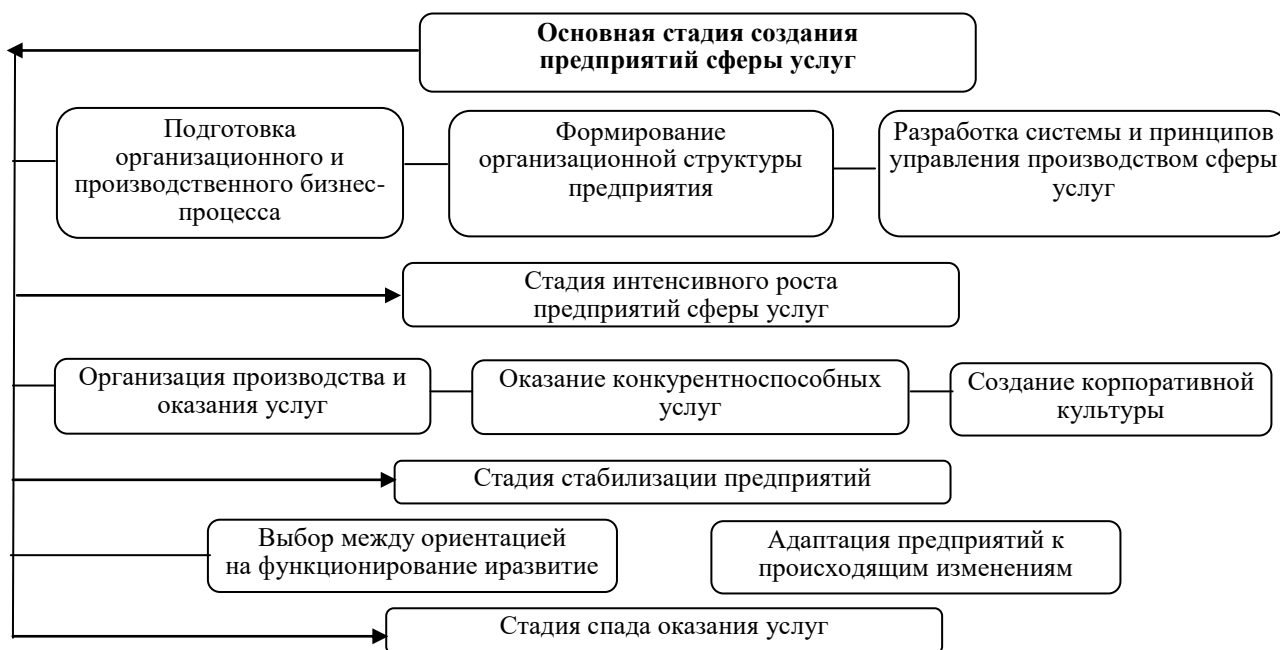 Основная стадия создания
предприятий сферы услуг
Подготовка
организационного и
производственного бизнес-
процесса
Формирование
организационной структуры
предприятия
Разработка системы и принципов
управления производством сферы
услуг
Стадия интенсивного роста
предприятий сферы услуг
Организация производства и
оказания услуг
Оказание конкурентноспособных
услуг
Создание корпоративной
культуры
Стадия стабилизации предприятий
Выбор между ориентацией
на функционирование иразвитие
Адаптация предприятий к
происходящим изменениям
Стадия спада оказания услуг